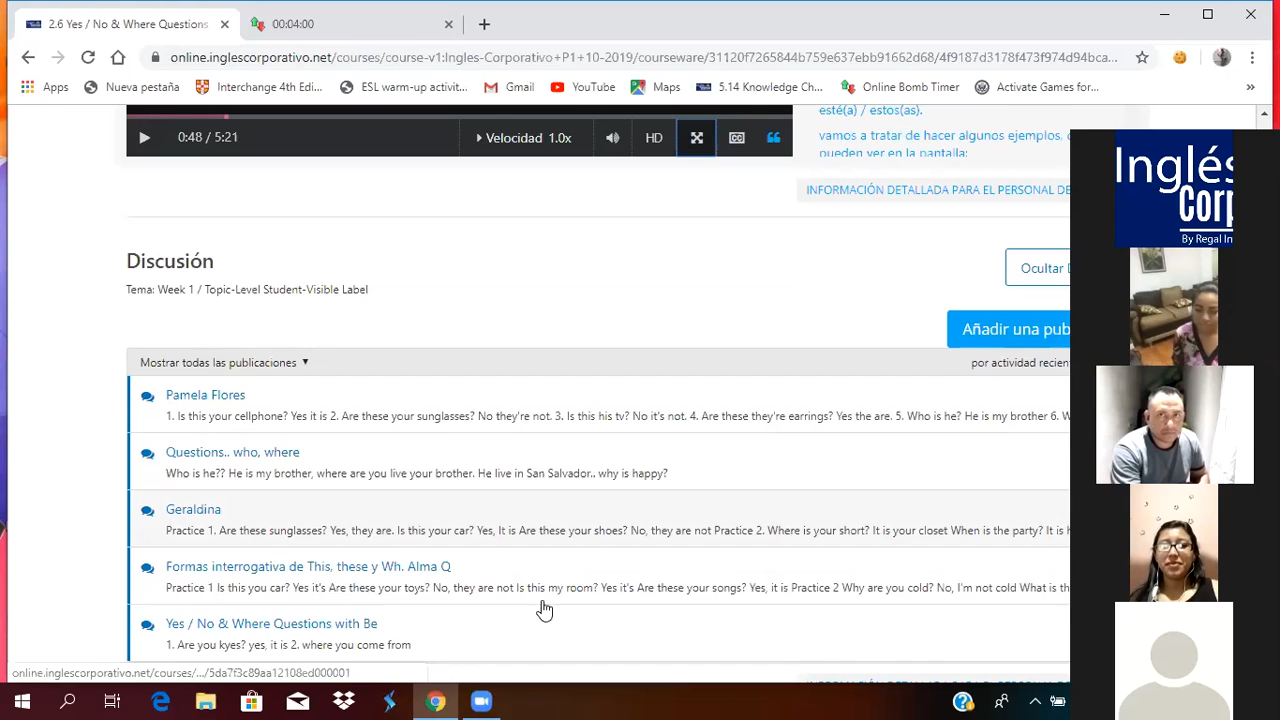 2.6 Yes / No & Where Questions
00:04:00
online.inglescorporativo.net/courses/course-v1:Ingles_Corporativo+P1+10-2019/courseware/31120f7265844b759e637ebb91662d68/4f9187d3178f473f974d94bca...
Apps
Nueva pestaña
Interchange 4th Edi...
ESL warm-up activit...
Gmail
YouTube
Maps
5.14 Knowledge Ch...
Online Bomb Timer
Activate Games for...
»
esté(a) / estos(as).
0:48 / 5:21
Velocidad 1.0x
HD
vamos a tratar de hacer algunos ejemplos,
pueden ver en la pantalla:
INFORMACIÓN DETALLADA PARA EL PERSONAL DE
Inglés
Corp
By Regal In
Discusión
Ocultar
Tema: Week 1 / Topic-Level Student-Visible Label
Añadir una pub
Mostrar todas las publicaciones
por actividad recien
Pamela Flores
1. Is this your cellphone? Yes it is 2. Are these your sunglasses? No they're not. 3. Is this his tv? No it's not. 4. Are these they're earrings? Yes the are. 5. Who is he? He is my brother 6. W
Questions.. who, where
Who is he?? He is my brother, where are you live your brother. He live in San Salvador.. why is happy?
Geraldina
Practice 1. Are these sunglasses? Yes, they are. Is this your car? Yes, It is Are these your shoes? No, they are not Practice 2. Where is your short? It is your closet When is the party? It is
Formas interrogativa de This, these y Wh. Alma Q
Practice 1 Is this you car? Yes it's Are these your toys? No, they are not Is this my room? Yes it's Are these your songs? Yes, it is Practice 2 Why are you cold? No, I'm not cold What is th
Yes / No & Where Questions with Be
1. Are you kyes? yes, it is 2. where you come from
online.inglescorporativo.net/courses/.../5da7f3c89aa12108ed000001